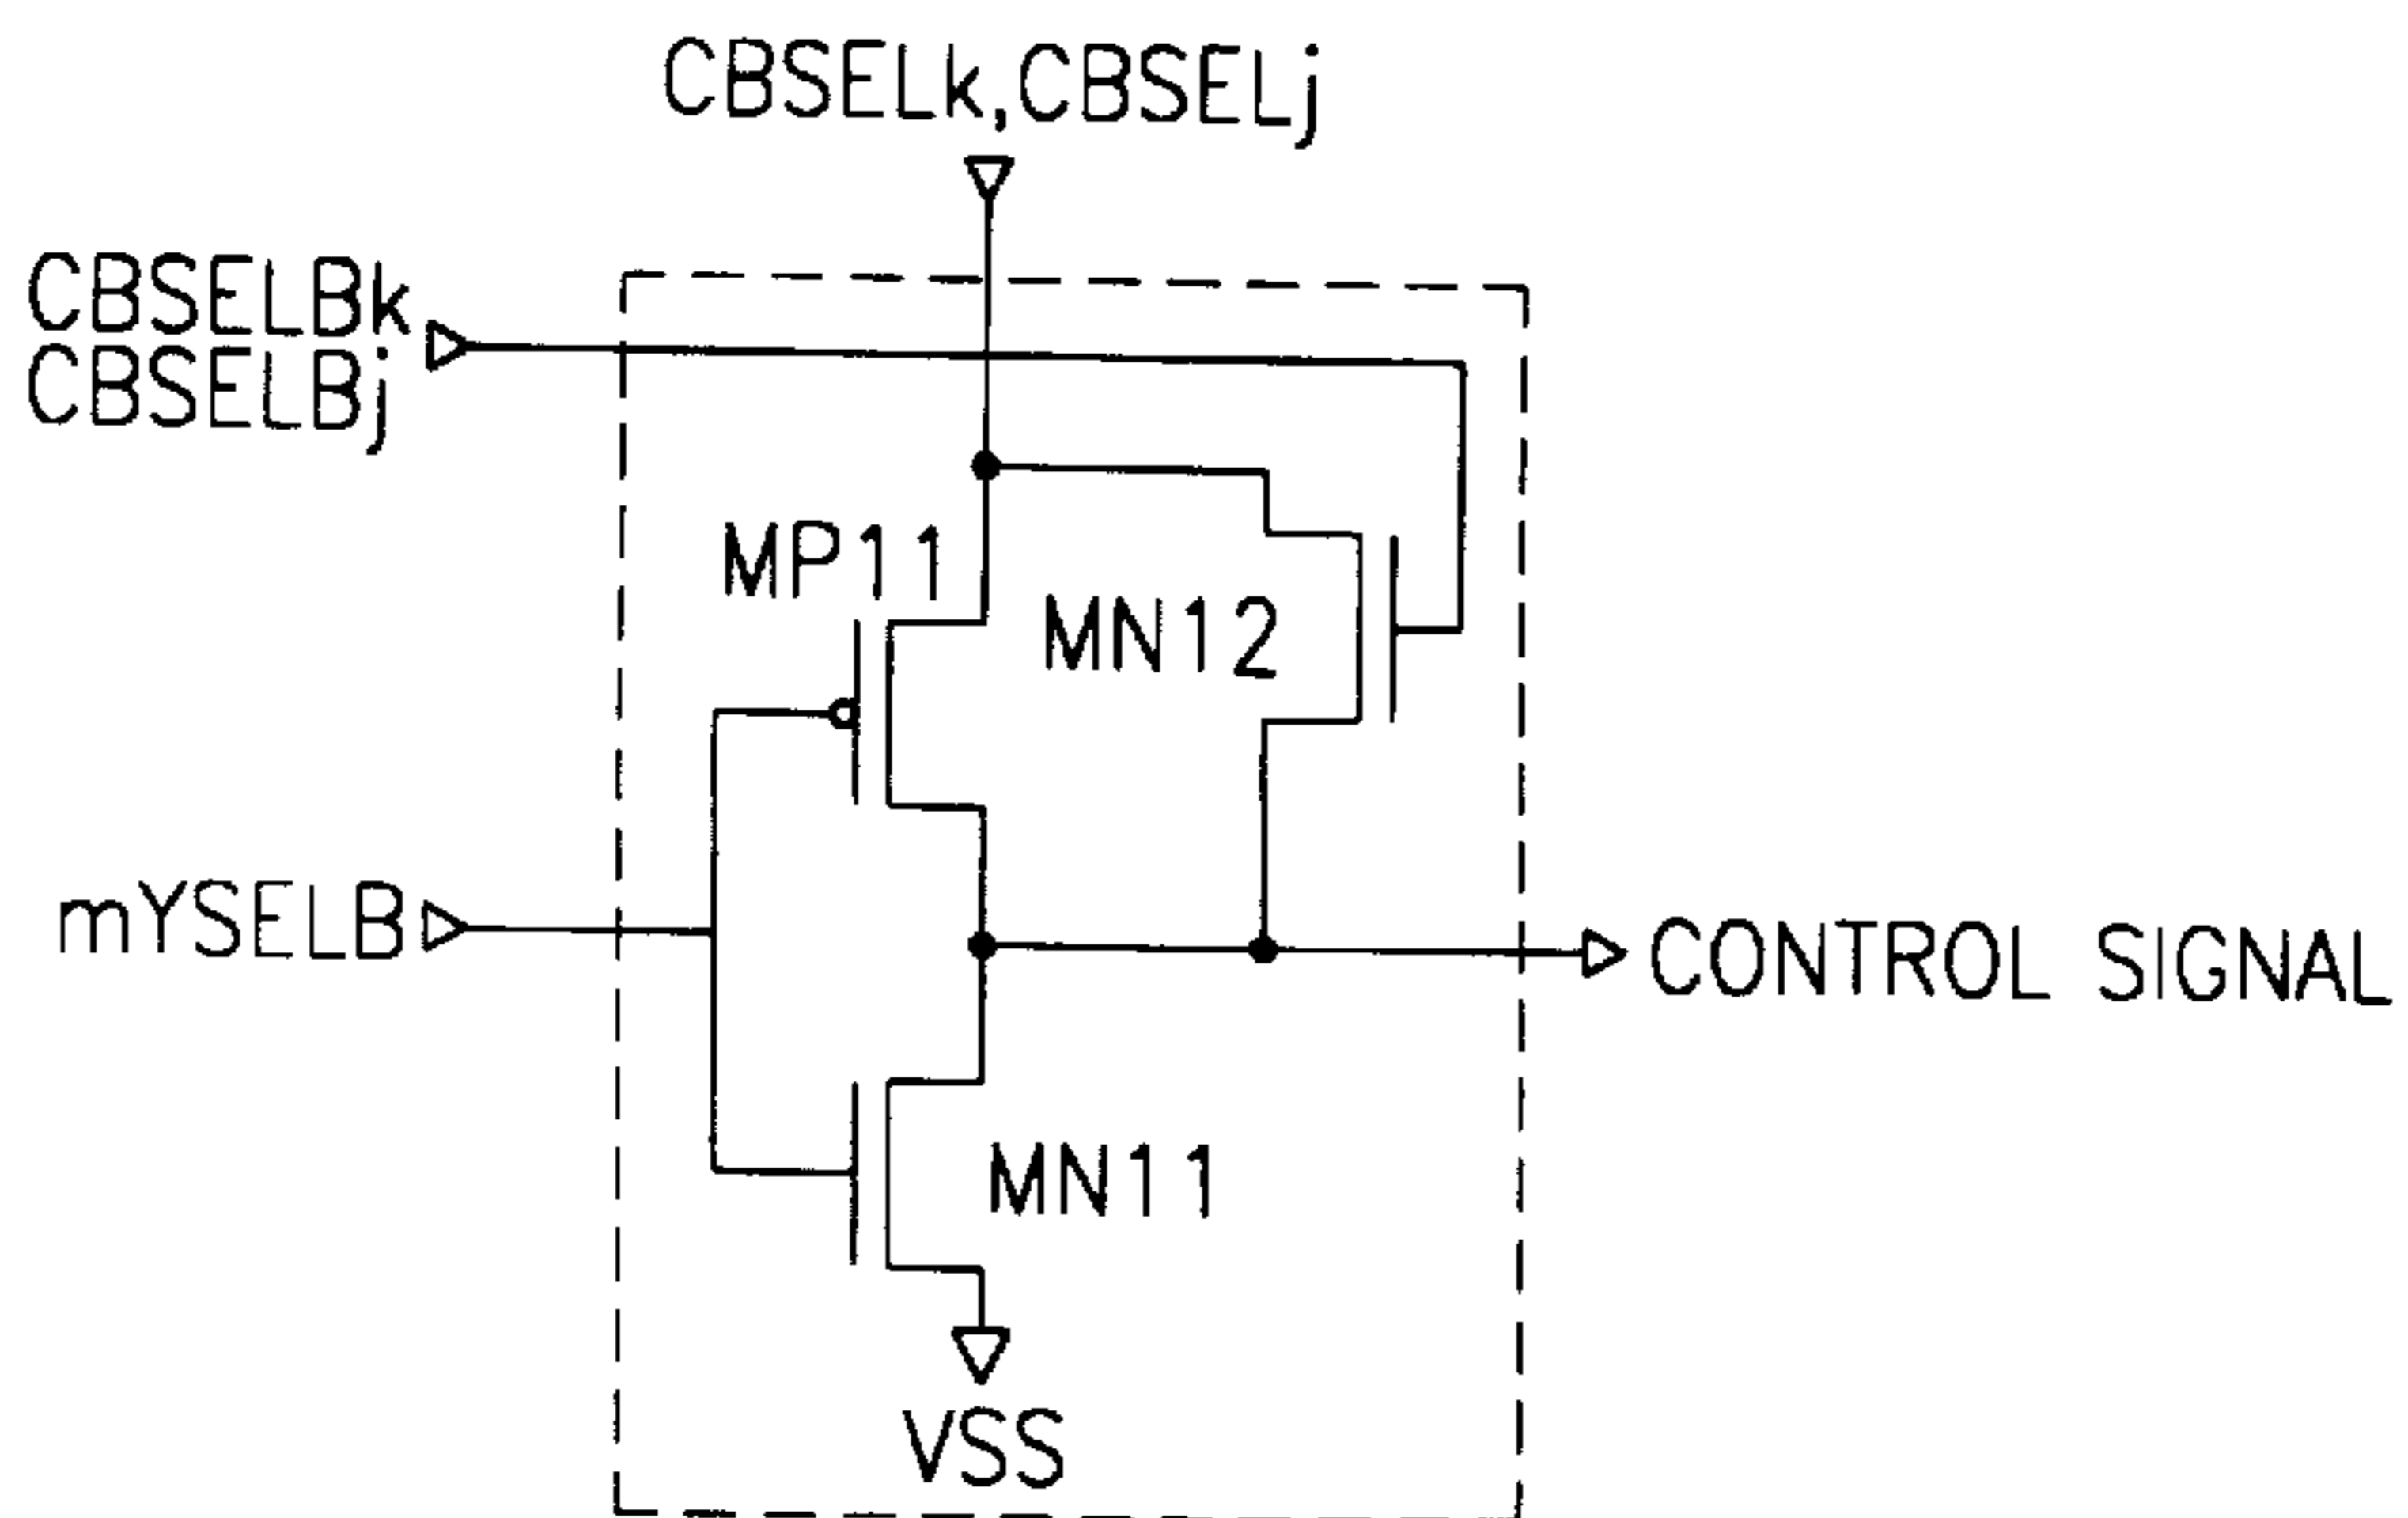 CBSELk,CBSELj
CBSELBk
CBSELBj
MP11
MN12
mYSELB
CONTROL SIGNAL
MN11
VSS